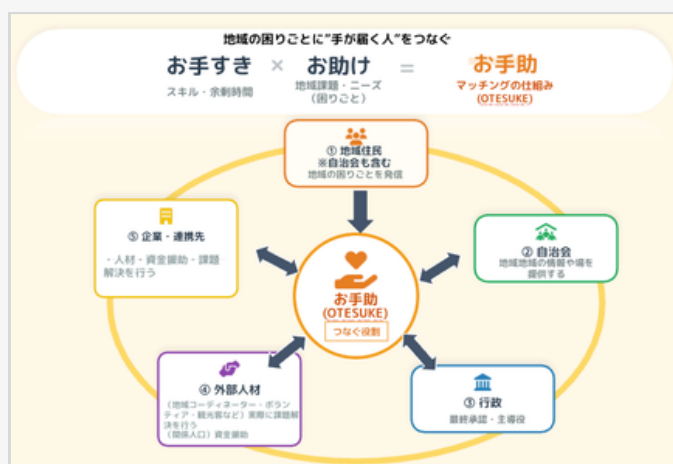 地域の困りごとに"手が届く人"をつなぐ
お手すき × お助け = お手助
スキル・余剰時間
地域課題・ニーズ
(困りごと)
マッチングの仕組み
(OTESUKE)
① 地域住民
※自治会も含む
地域の困りごとを発信
⑤ 企業・連携先
・人材・資金援助・課題
解決を行う
② 自治会
地域地域の情報や場を
提供する
お手助
(OTESUKE)
つなぐ役割
④ 外部人材
(地域コーディネーター・ボラン
ティア・観光客など)実際に課題解
決を行う
(関係人口)資金援助
③ 行政
最終承認・主導役